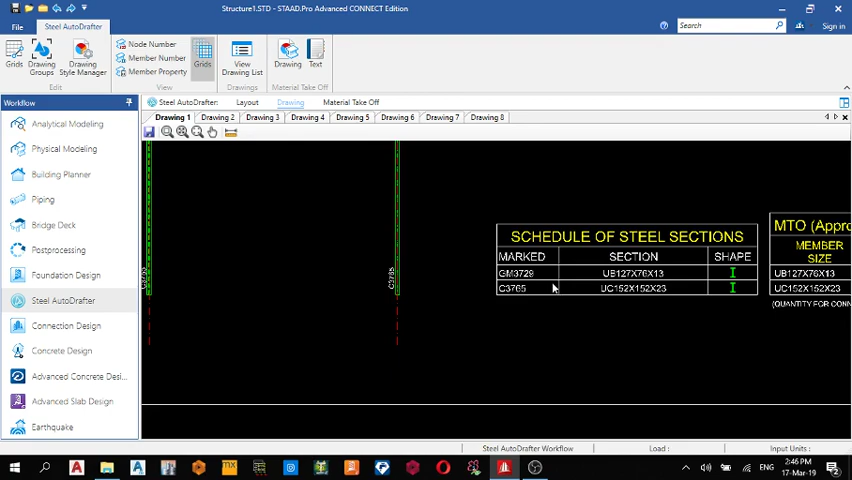 Structure1.STD - STAAD.Pro Advanced CONNECT Edition
File
Steel AutoDrafter
Search
Sign in
Grids
Drawing Groups
Drawing Style Manager
Edit
Node Number
Member Number
Member Property
Grids
View
View Drawing List
Drawings
Drawing
Text
Material Take Off
Workflow
Steel AutoDrafter:
Layout
Drawing
Material Take Off
Drawing 1
Drawing 2
Drawing 3
Drawing 4
Drawing 5
Drawing 6
Drawing 7
Drawing 8
Analytical Modeling
Physical Modeling
Building Planner
Piping
Bridge Deck
Postprocessing
Foundation Design
Steel AutoDrafter
Connection Design
Concrete Design
Advanced Concrete Desi...
Advanced Slab Design
Earthquake
C3765
C3765
SCHEDULE OF STEEL SECTIONS
MARKED SECTION SHAPE
GM3729 UB127X76X13
C3765 UC152X152X23
MTO (Appro
MEMBER
SIZE
UB127X76X13
UC152X152X23
(QUANTITY FOR CONN
Steel AutoDrafter Workflow
Load :
Input Units :
ENG
2:46 PM
17-Mar-19